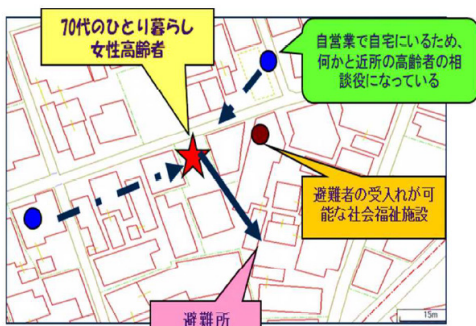 70代のひとり暮らし
女性高齢者
自営業で自宅にいるため、
何かと近所の高齢者の相
談役になっている
避難者の受入れが可
能な社会福祉施設
避難所
15m